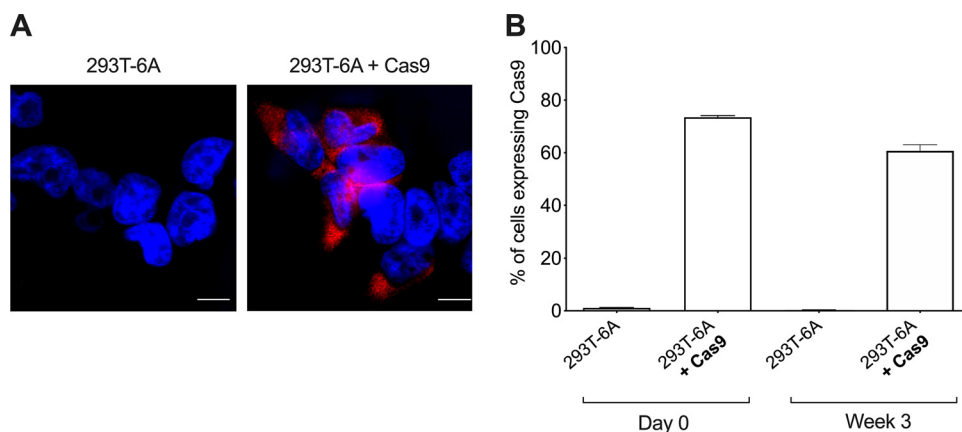 A
293T-6A
293T-6A + Cas9
B
% of cells expressing Cas9
100
80
60
40
20
0
293T-6A
293T-6A
+ Cas9
293T-6A
293T-6A
+ Cas9
Day 0
Week 3